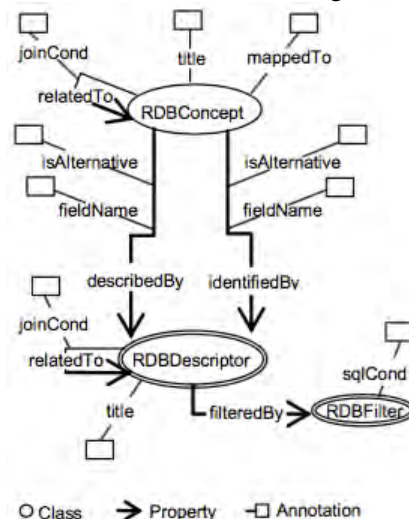 joinCond
title
mappedTo
relatedTo
RDBConcept
isAlternative
isAlternative
fieldName
fieldName
describedBy
identifiedBy
joinCond
relatedTo
RDBDescriptor
sqlCond
title
filteredBy
RDBFilter
Class
Property
Annotation